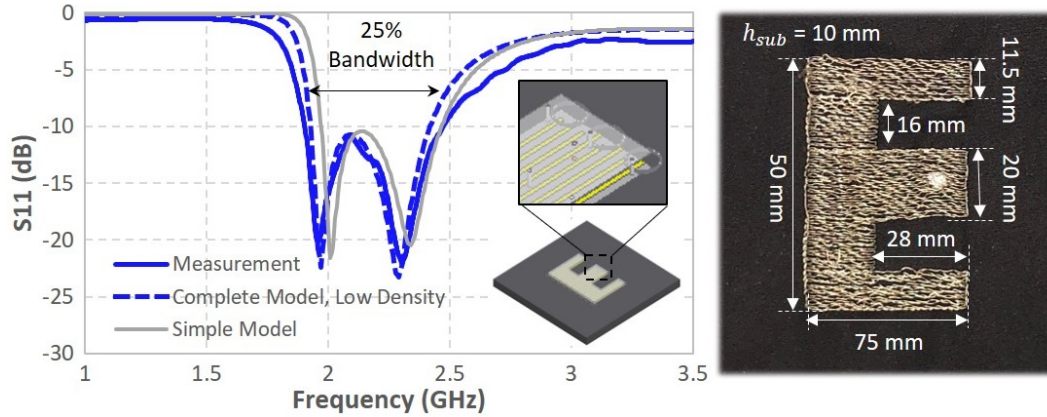 0
-5
-10
-15
-20
-25
-30
S11 (dB)
25%
Bandwidth
Measurement
Complete Model, Low Density
Simple Model
1
1.5
2
2.5
3
3.5
Frequency (GHz)
h_sub = 10 mm
11.5 mm
16 mm
50 mm
20 mm
28 mm
75 mm